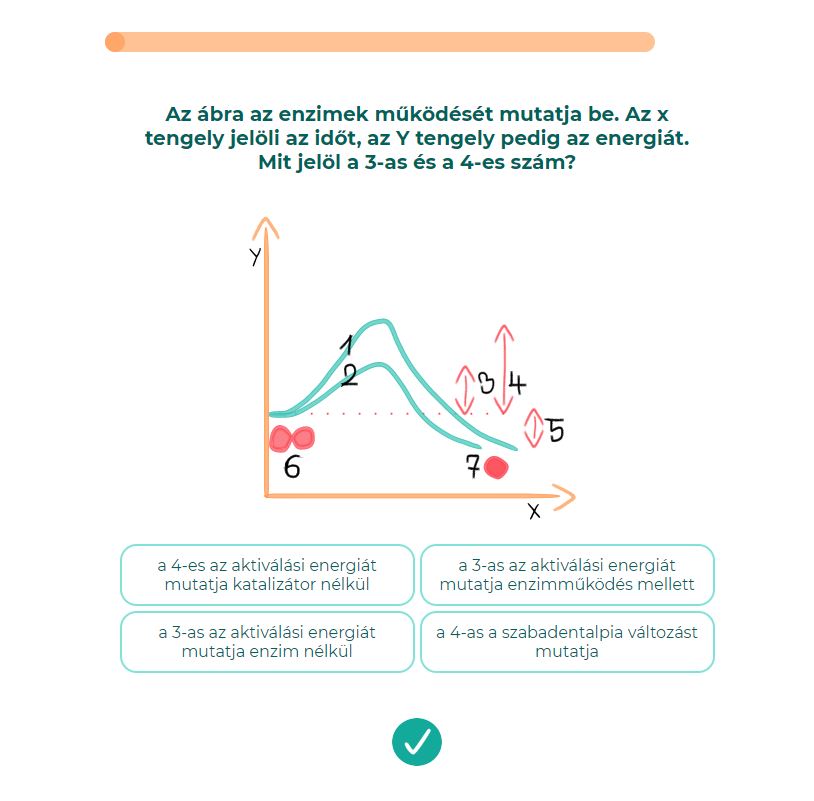 Az ábra az enzimek működését mutatja be. Az x
tengely jelöli az időt, az Y tengely pedig az energiát.
Mit jelöl a 3-as és a 4-es szám?
Y
1
2
3
4
5
6
7
X
a 4-es az aktiválási energiát
mutatja katalizátor nélkül
a 3-as az aktiválási energiát
mutatja enzimműködés mellett
a 3-as az aktiválási energiát
mutatja enzim nélkül
a 4-as a szabadentalpia változást
mutatja